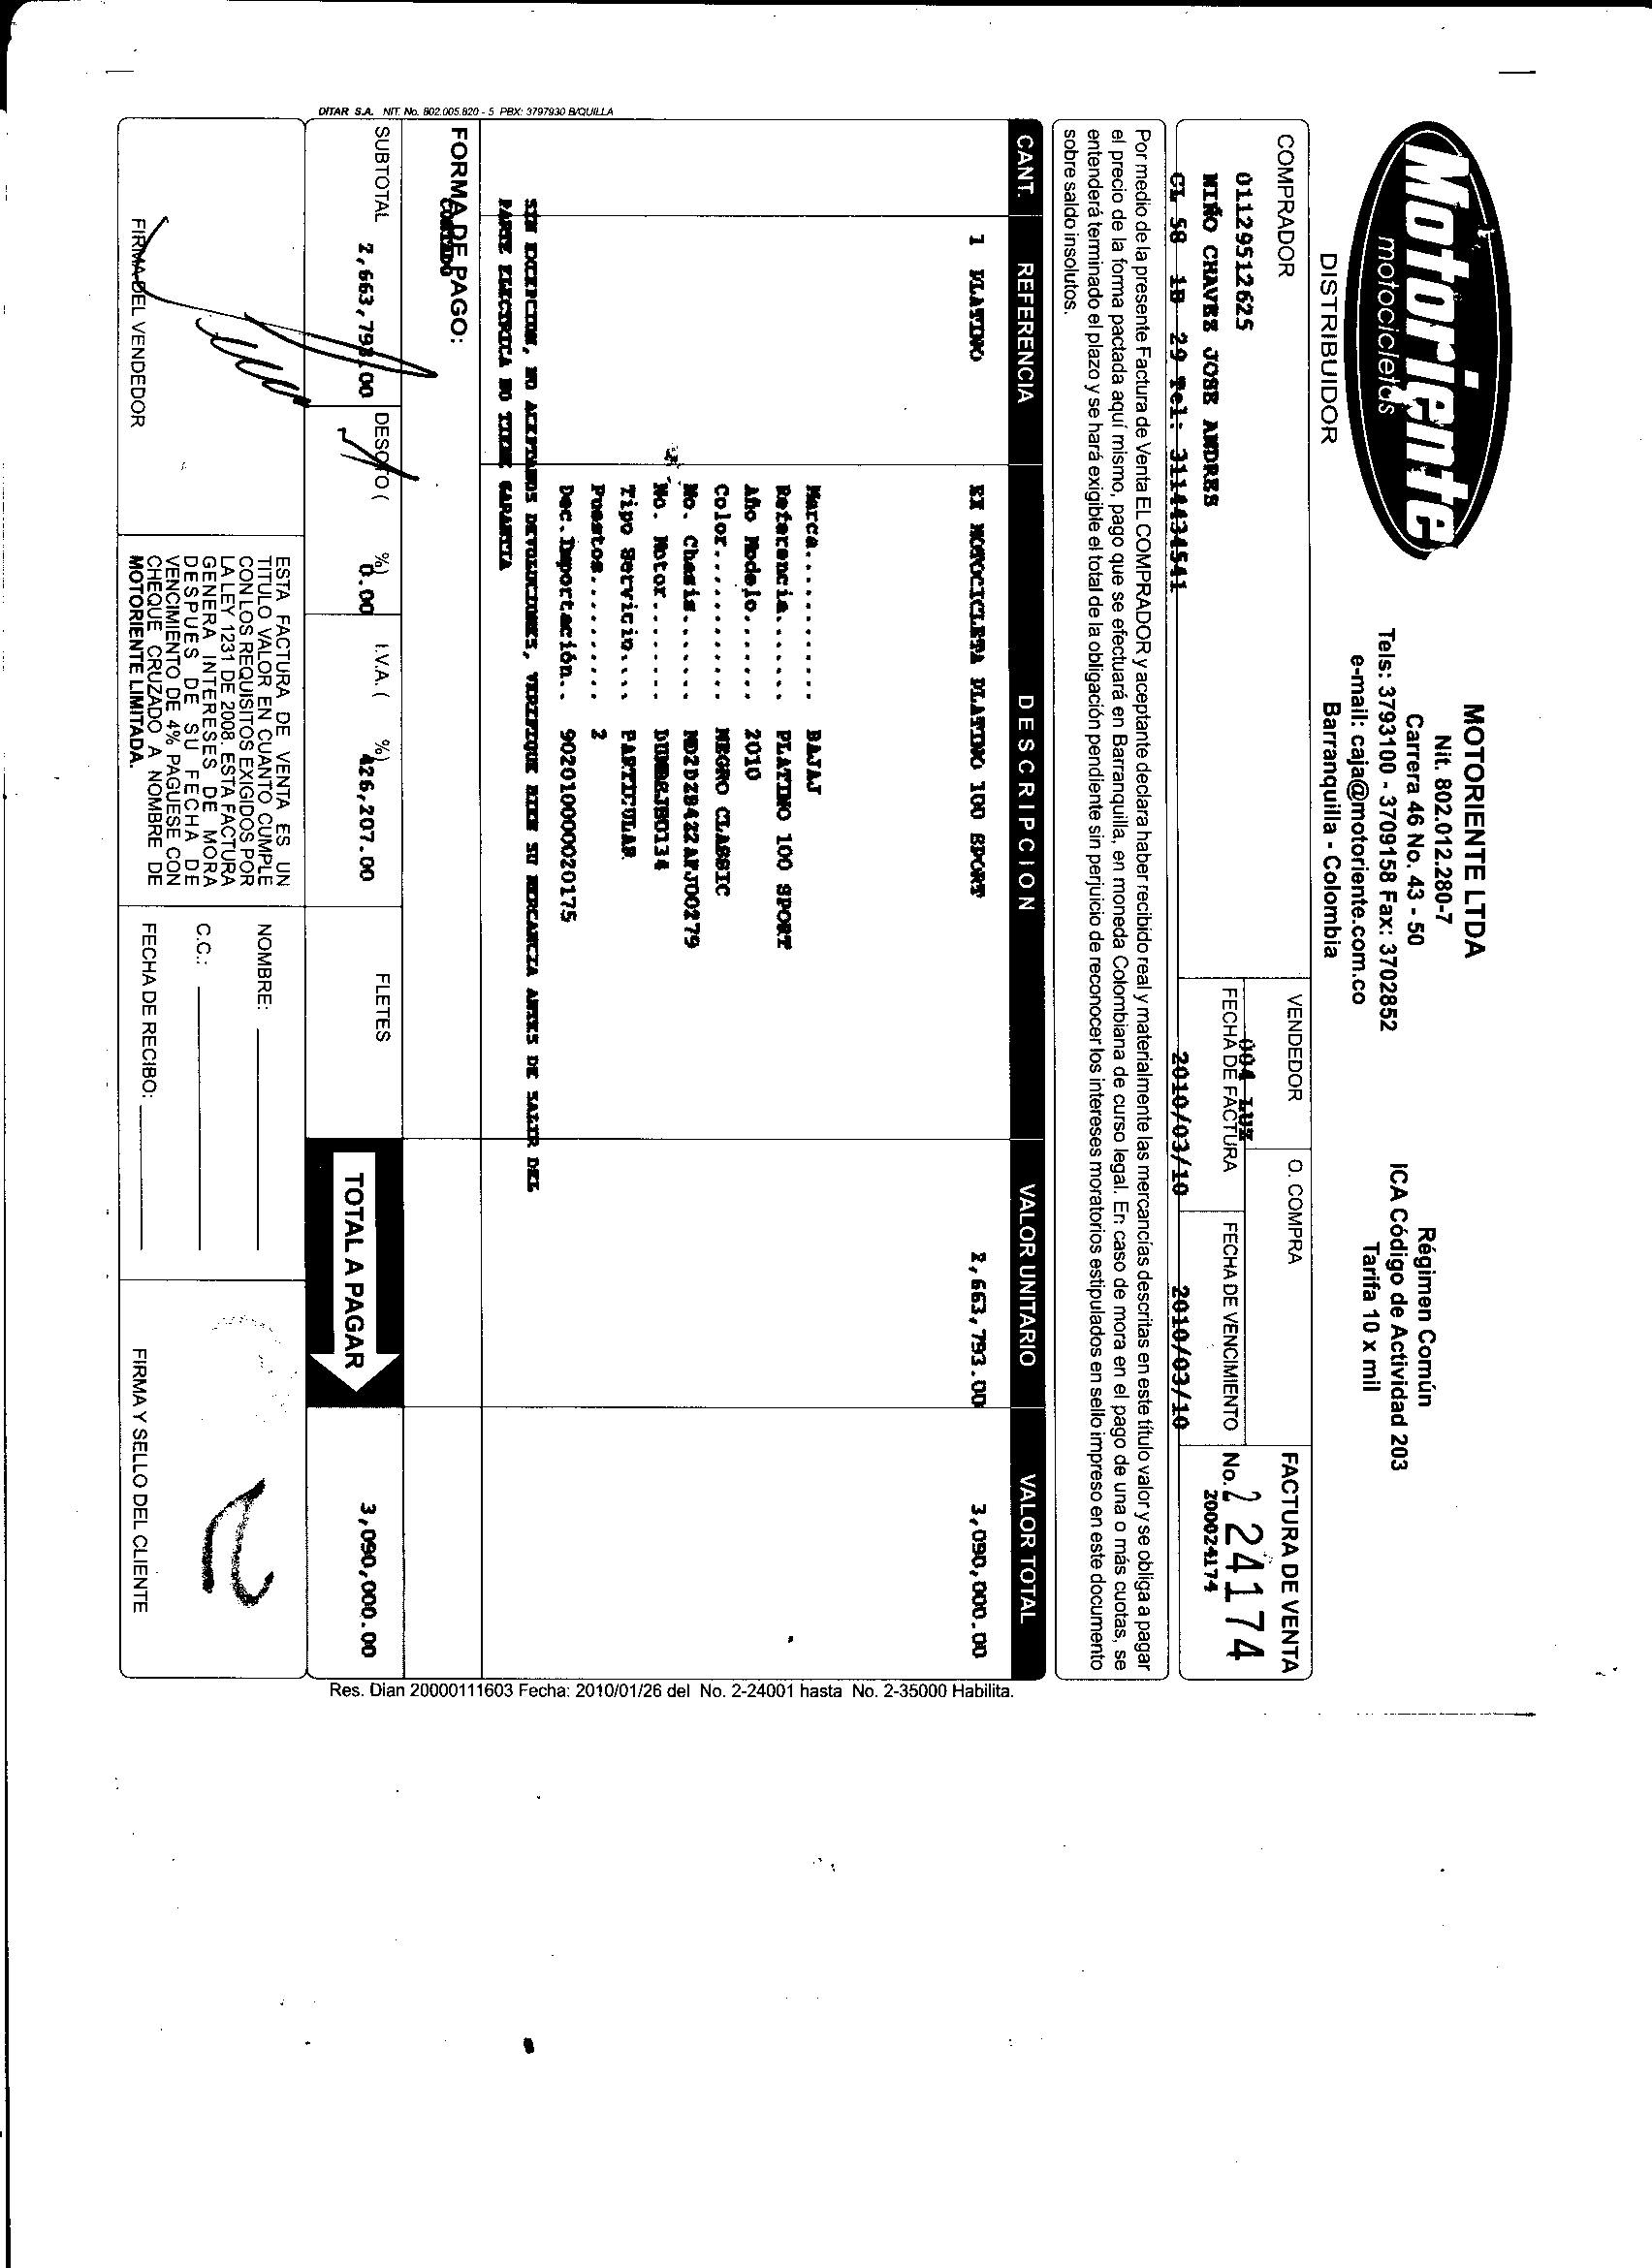 Motoriente
motocicletas
DISTRIBUIDOR
MOTORIENTE LTDA
Nit. 802.012.280-7
Carrera 46 No. 43 - 50
Tels: 3793100 - 3709158 Fax: 3702852
e-mail: caja@motoriente.com.co
Barranquilla - Colombia
Régimen Común
ICA Código de Actividad 203
Tarifa 10 x mil
COMPRADOR
01129512625
MIÑO CHAVEZ JOSE ANDRES
CL 58 1B 29 Tel: 3114434541
VENDEDOR
004 LUZ
O. COMPRA
FECHA DE FACTURA
2010/03/10
FECHA DE VENCIMIENTO
2010/03/10
FACTURA DE VENTA
No. 2 24174
200024174
Por medio de la presente Factura de Venta EL COMPRADOR y aceptante declara haber recibido real y materialmente las mercancías descritas en este título valor y se obliga a pagar
el precio de la forma pactada aquí mismo, pago que se efectuará en Barranquilla, en moneda Colombiana de curso legal. En caso de mora en el pago de una o más cuotas, se
entenderá terminado el plazo y se hará exigible el total de la obligación pendiente sin perjuicio de reconocer los intereses moratorios estipulados en sello impreso en este documento
sobre saldo insolutos.
CANT. REFERENCIA DESCRIPCION VALOR UNITARIO VALOR TOTAL
1 PLATINO EX MOTOCICLETA PLATINO 100 SPORT 2,663,793.00 3,090,000.00
Marca.......... BAJAJ
Referencia...... PLATINO 100 SPORT
Año Modelo...... 2010
Color........... NEGRO CLASSIC
No. Chasis...... MD2DZB4ZZAFJ00279
No. Motor....... DUMBRJB0334
Tipo Servicio... PARTICULAR
Puestos......... 2
Dec.Importación.. 902010000020175
SIN EXCEPCION, NO ACEPTAMOS DEVOLUCIONES, VERIFIQUE BIEN SU MERCANCIA ANTES DE SALIR DEL
PARTE ELECTRICA NO TIENE GARANTIA
FORMA DE PAGO:
CONTADO
DITAR S.A. NIT. No. 802.005.820 - 5 PBX: 3797930 B/QUILLA
SUBTOTAL 2,663,793.00
DESCTO ( %) 0.00
I.V.A. ( %) 426,207.00
FLETES
TOTAL A PAGAR
3,090,000.00
FIRMA DEL VENDEDOR
ESTA FACTURA DE VENTA ES UN
TITULO VALOR EN CUANTO CUMPLE
CON LOS REQUISITOS EXIGIDOS POR
LA LEY 1231 DE 2008. ESTA FACTURA
GENERA INTERESES DE MORA
DESPUES DE SU FECHA DE
VENCIMIENTO DE 4% PAGUESE CON
CHEQUE CRUZADO A NOMBRE DE
MOTORIENTE LIMITADA.
NOMBRE:
C.C.:
FECHA DE RECIBO:
FIRMA Y SELLO DEL CLIENTE
Res. Dian 20000111603 Fecha: 2010/01/26 del No. 2-24001 hasta No. 2-35000 Habilita.